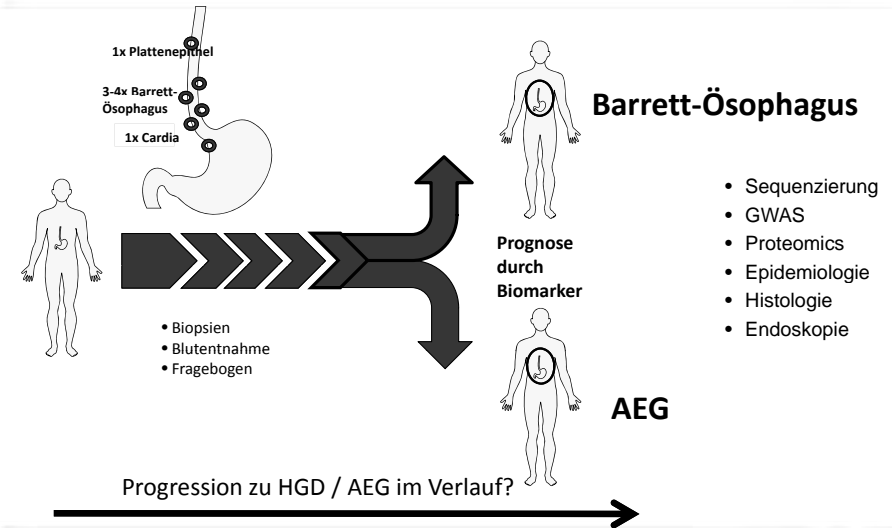 1x Plattenepithel
3-4x Barrett-
Ösophagus
1x Cardia
• Biopsien
• Blutentnahme
• Fragebogen
Barrett-Ösophagus
Prognose
durch
Biomarker
AEG
• Sequenzierung
• GWAS
• Proteomics
• Epidemiologie
• Histologie
• Endoskopie
Progression zu HGD / AEG im Verlauf?